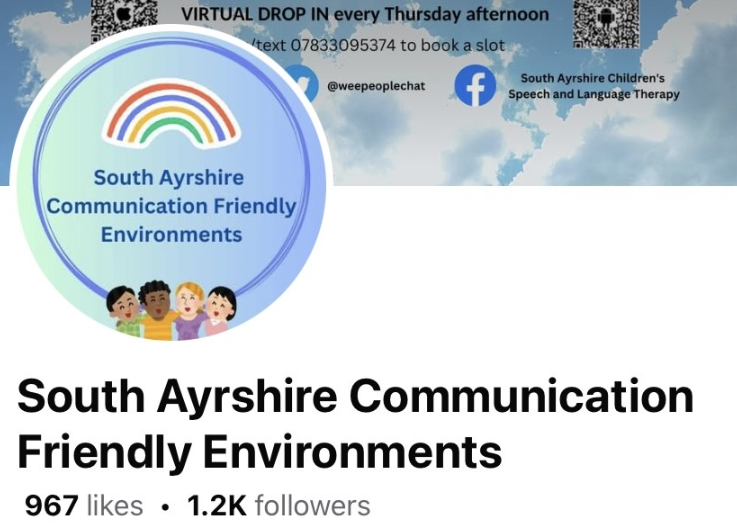 VIRTUAL DROP IN every Thursday afternoon
/text 07833095374 to book a slot
@weepeoplechat
South Ayrshire Children's
Speech and Language Therapy
South Ayrshire
Communication Friendly
Environments
South Ayrshire Communication
Friendly Environments
967 likes • 1.2K followers